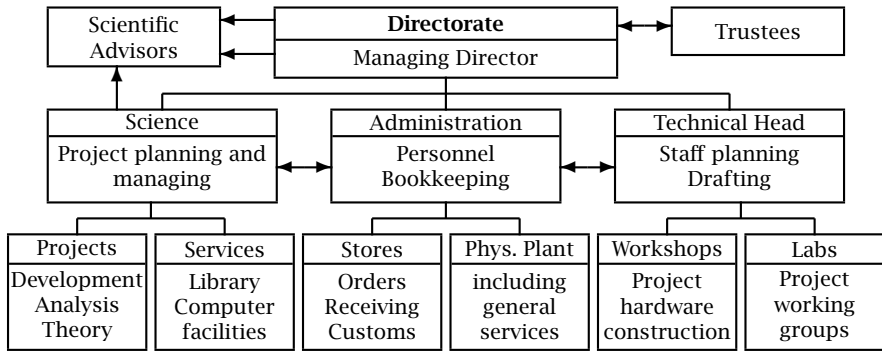 Scientific
Advisors
Directorate
Managing Director
Trustees
Science
Project planning and
managing
Administration
Personnel
Bookkeeping
Technical Head
Staff planning
Drafting
Projects
Development
Analysis
Theory
Services
Library
Computer
facilities
Stores
Orders
Receiving
Customs
Phys. Plant
including
general
services
Workshops
Project
hardware
construction
Labs
Project
working
groups